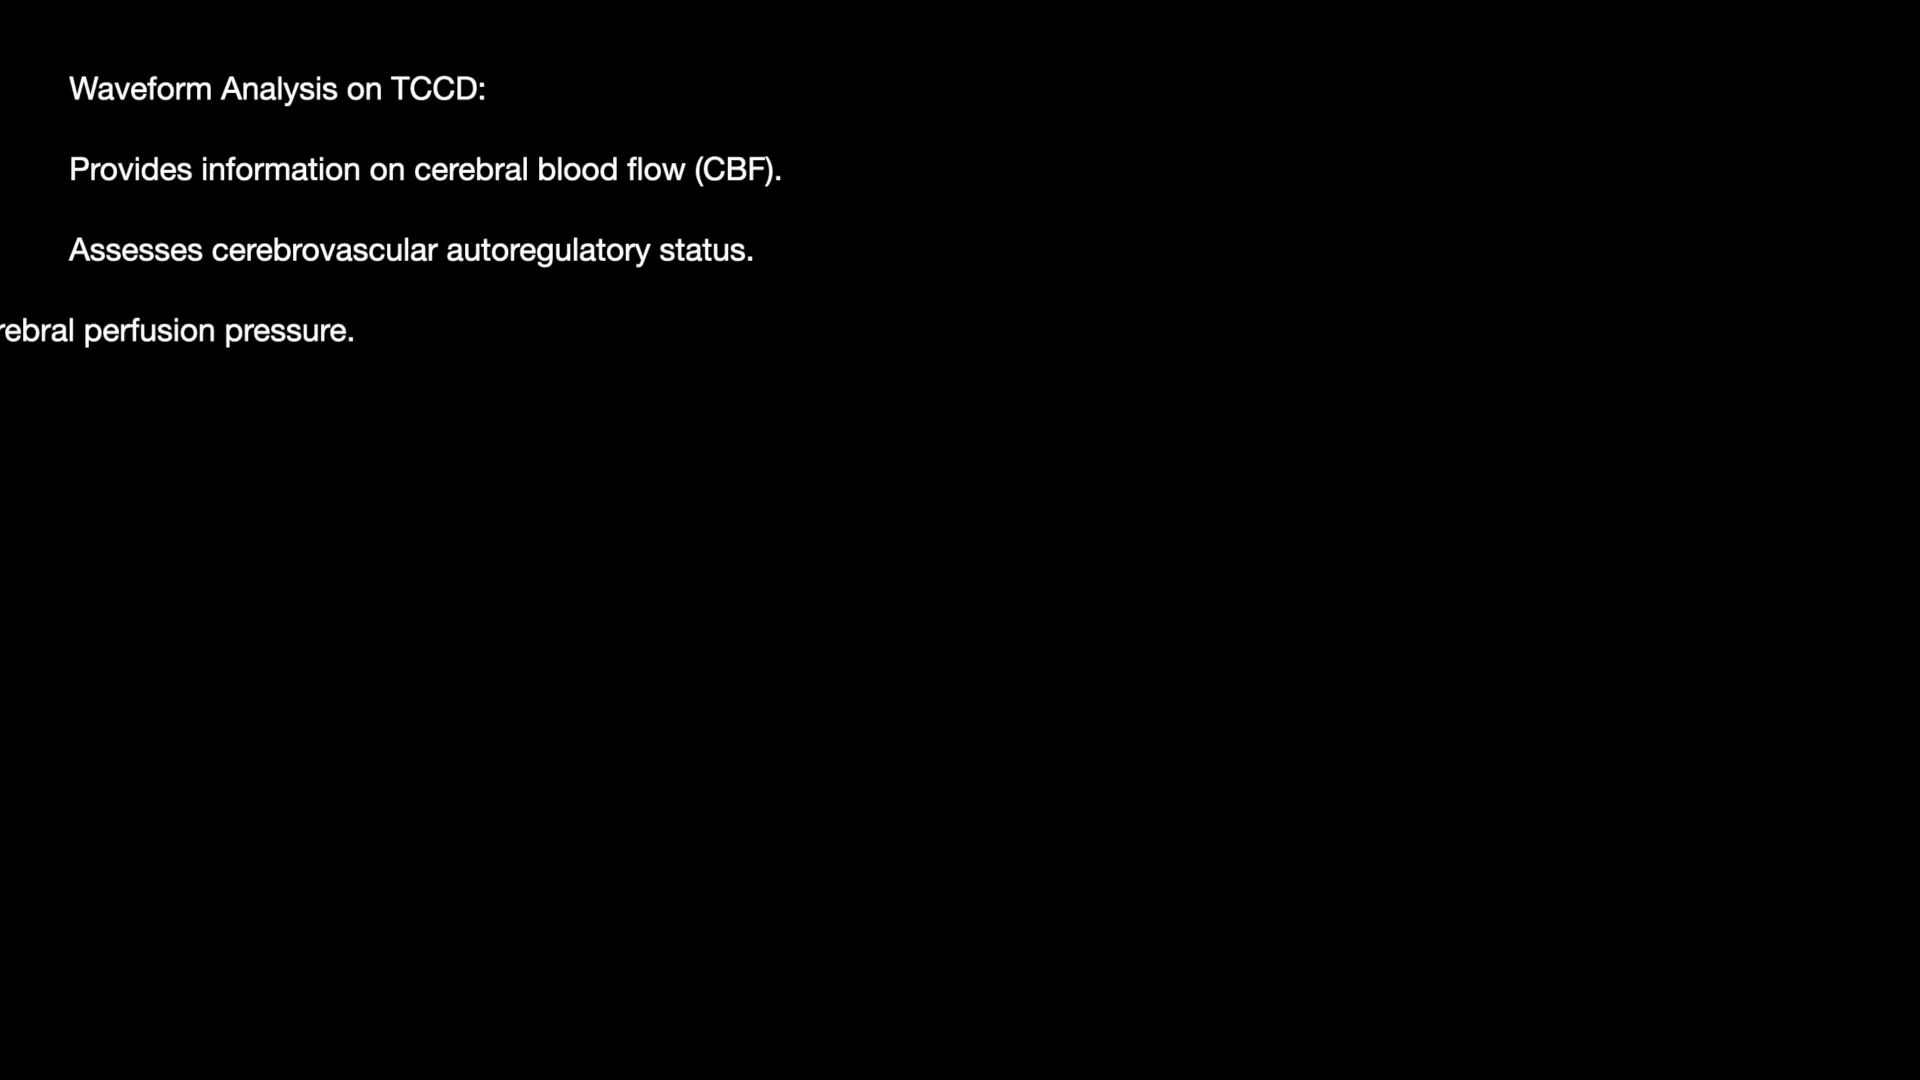 Waveform Analysis on TCCD:
Provides information on cerebral blood flow (CBF).
Assesses cerebrovascular autoregulatory status.
rebral perfusion pressure.